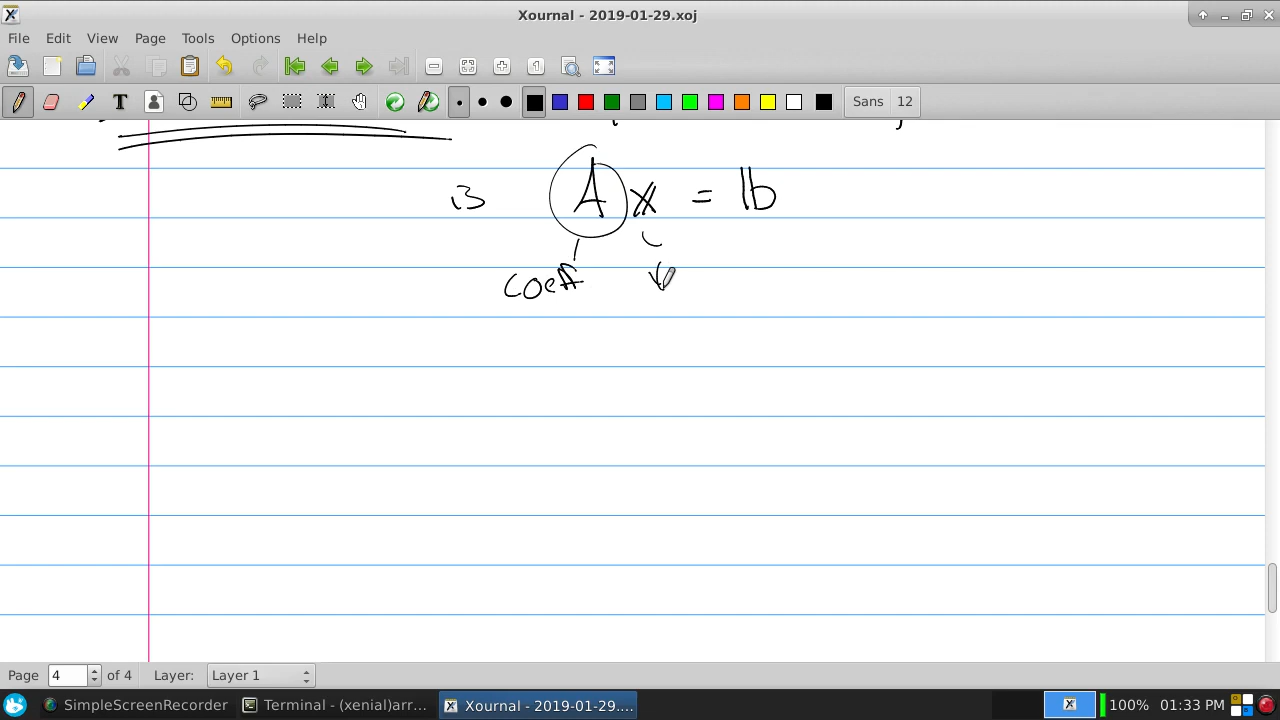 Xournal - 2019-01-29.xoj
File Edit View Page Tools Options Help
Sans 12
is A x = b
coeff
Page 4 of 4 Layer: Layer 1
SimpleScreenRecorder Terminal - (xenial)arr... Xournal - 2019-01-29.... 100% 01:33 PM